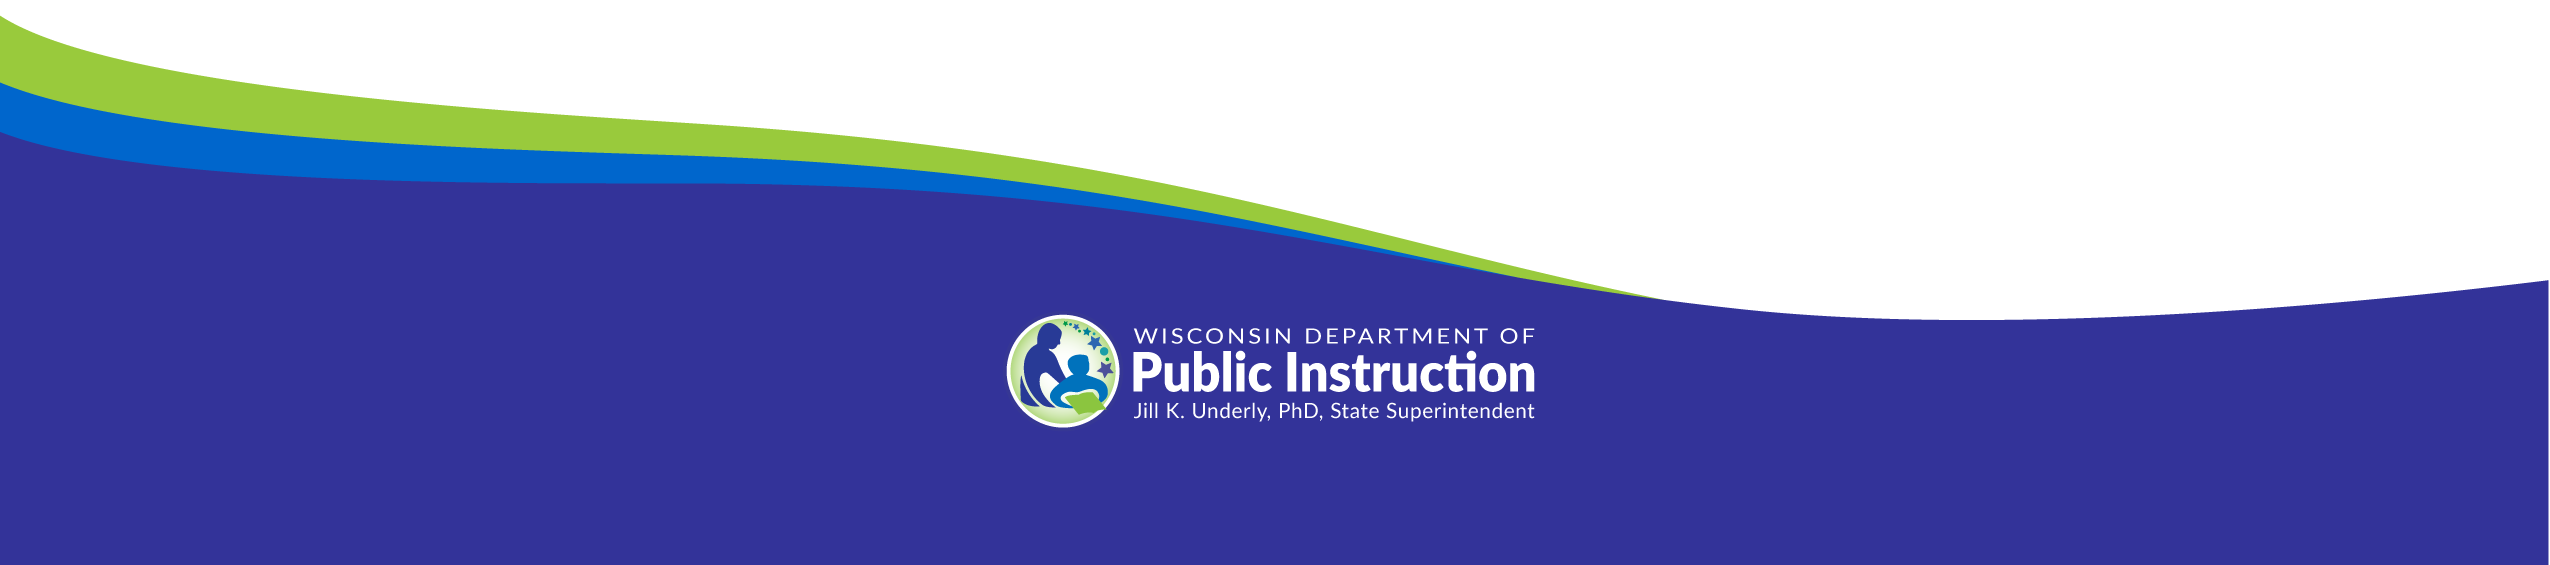 WISCONSIN DEPARTMENT OF
Public Instruction
Jill K. Underly, PhD, State Superintendent